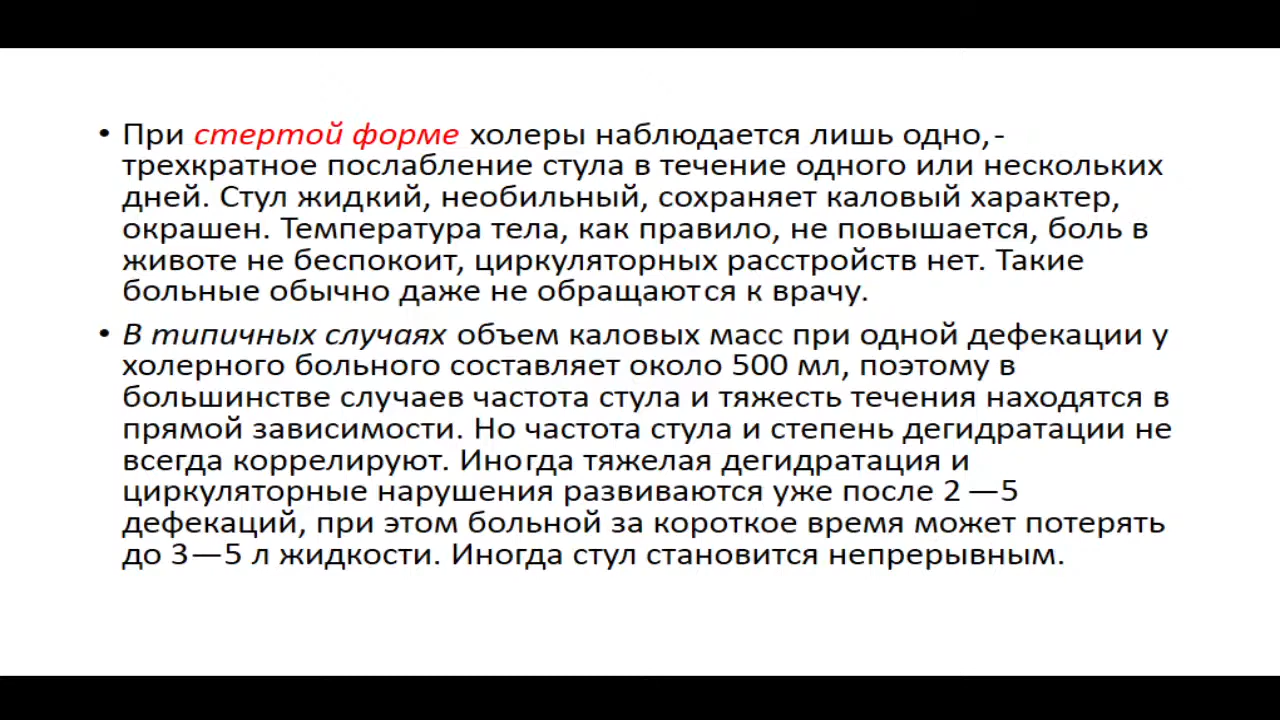 • При стертой форме холеры наблюдается лишь одно,-
трехкратное послабление стула в течение одного или нескольких
дней. Стул жидкий, необильный, сохраняет каловый характер,
окрашен. Температура тела, как правило, не повышается, боль в
животе не беспокоит, циркуляторных расстройств нет. Такие
больные обычно даже не обращаются к врачу.
• В типичных случаях объем каловых масс при одной дефекации у
холерного больного составляет около 500 мл, поэтому в
большинстве случаев частота стула и тяжесть течения находятся в
прямой зависимости. Но частота стула и степень дегидратации не
всегда коррелируют. Иногда тяжелая дегидратация и
циркуляторные нарушения развиваются уже после 2 —5
дефекаций, при этом больной за короткое время может потерять
до 3—5 л жидкости. Иногда стул становится непрерывным.